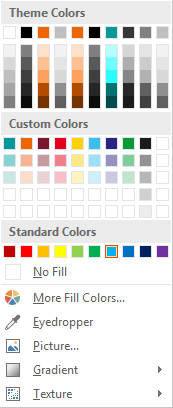 Theme Colors
Custom Colors
Standard Colors
No Fill
More Fill Colors...
Eyedropper
Picture...
Gradient
Texture